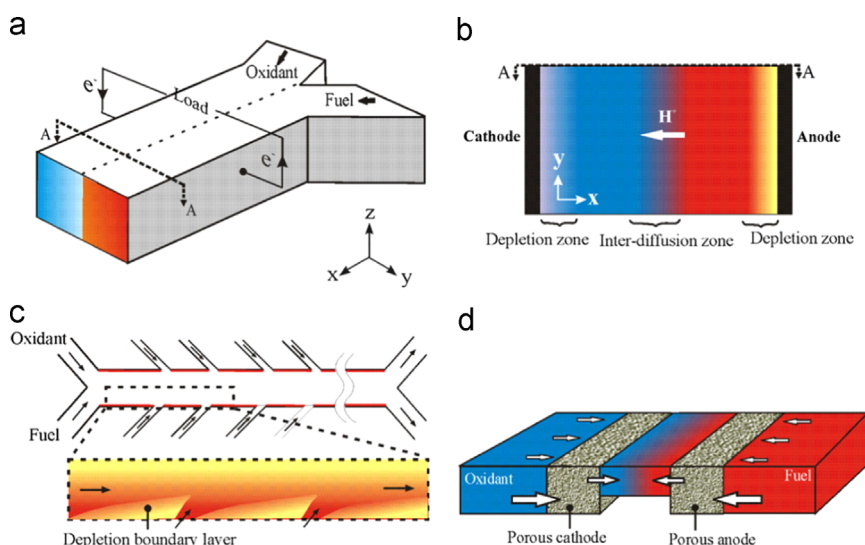 a
Oxidant
Fuel
Load
e-
e-
A
A
z
x
y
b
A
A
Cathode
H+
Anode
y
x
Depletion zone
Inter-diffusion zone
Depletion zone
c
Oxidant
Fuel
Depletion boundary layer
d
Oxidant
Fuel
Porous cathode
Porous anode